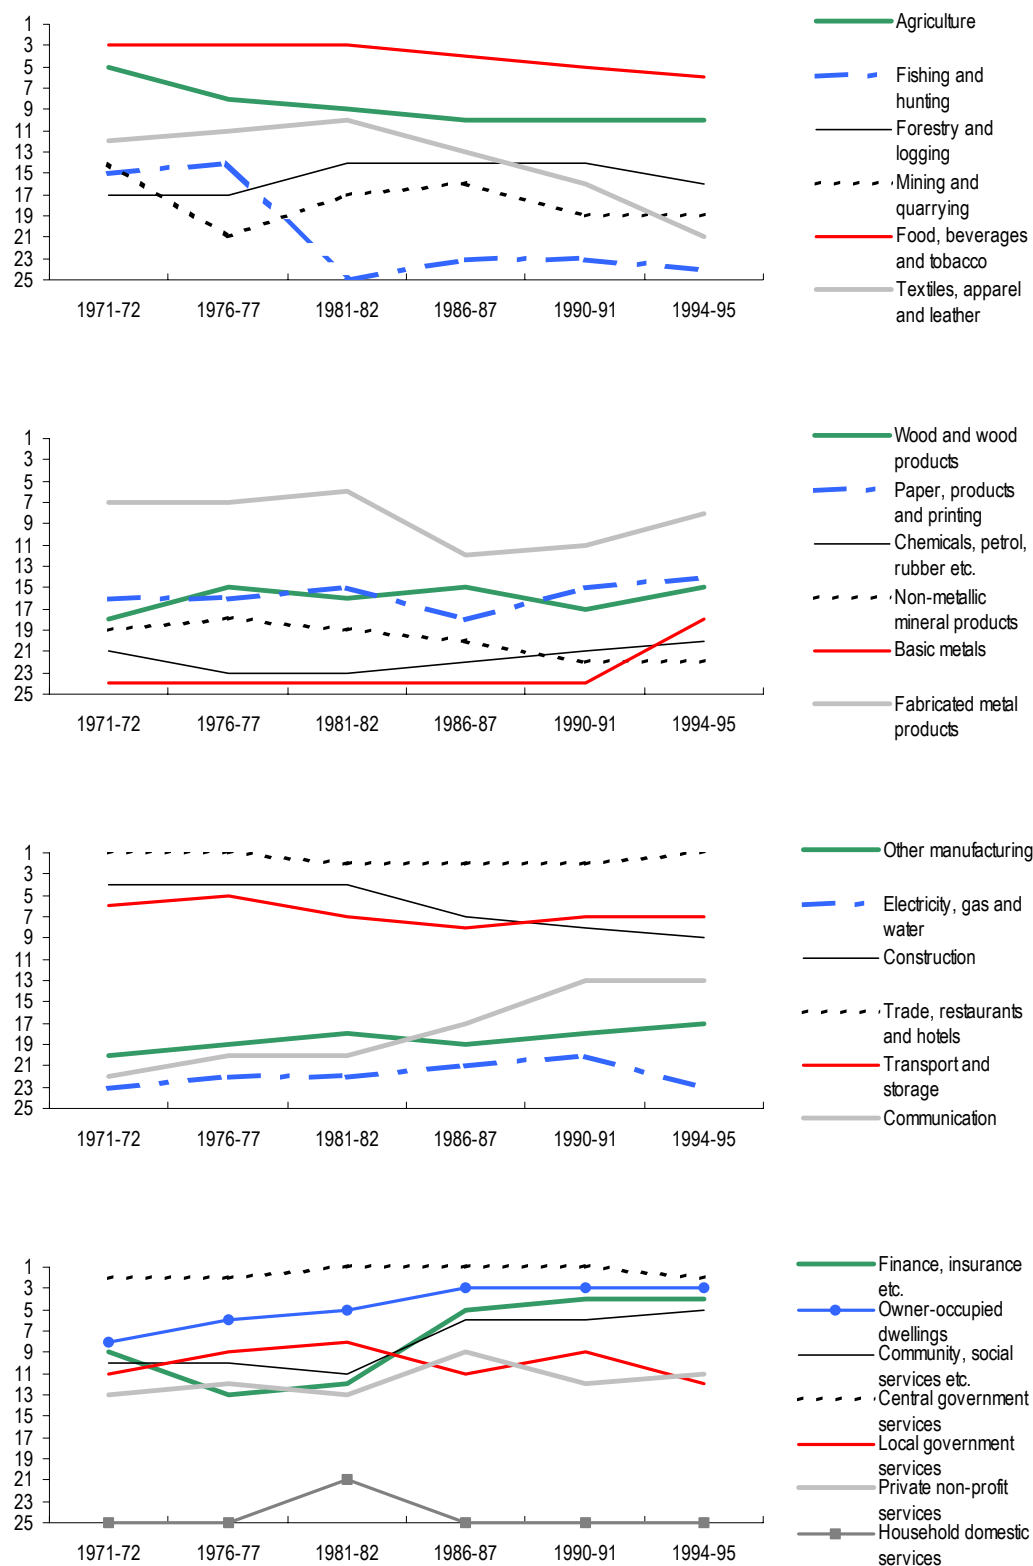 1
3
5
7
9
11
13
15
17
19
21
23
25
1971-72 1976-77 1981-82 1986-87 1990-91 1994-95
Agriculture
Fishing and
hunting
Forestry and
logging
Mining and
quarrying
Food, beverages
and tobacco
Textiles, apparel
and leather
1
3
5
7
9
11
13
15
17
19
21
23
25
1971-72 1976-77 1981-82 1986-87 1990-91 1994-95
Wood and wood
products
Paper, products
and printing
Chemicals, petrol,
rubber etc.
Non-metallic
mineral products
Basic metals
Fabricated metal
products
1
3
5
7
9
11
13
15
17
19
21
23
25
1971-72 1976-77 1981-82 1986-87 1990-91 1994-95
Other manufacturing
Electricity, gas and
water
Construction
Trade, restaurants
and hotels
Transport and
storage
Communication
1
3
5
7
9
11
13
15
17
19
21
23
25
1971-72 1976-77 1981-82 1986-87 1990-91 1994-95
Finance, insurance
etc.
Owner-occupied
dwellings
Community, social
services etc.
Central government
services
Local government
services
Private non-profit
services
Household domestic
services